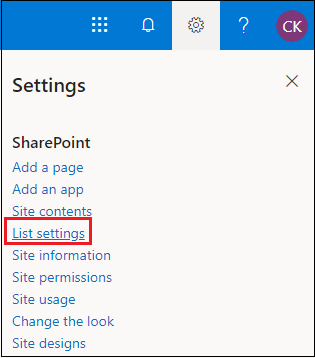 ?
CK
Settings
SharePoint
Add a page
Add an app
Site contents
List settings
Site information
Site permissions
Site usage
Change the look
Site designs